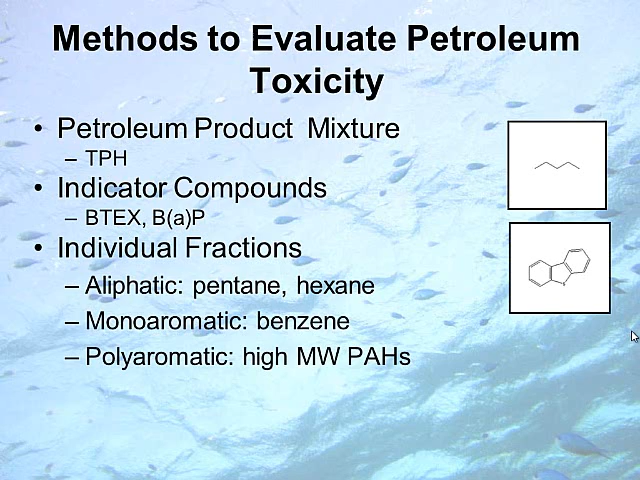 Methods to Evaluate Petroleum
Toxicity
• Petroleum Product Mixture
– TPH
• Indicator Compounds
– BTEX, B(a)P
• Individual Fractions
– Aliphatic: pentane, hexane
– Monoaromatic: benzene
– Polyaromatic: high MW PAHs
S